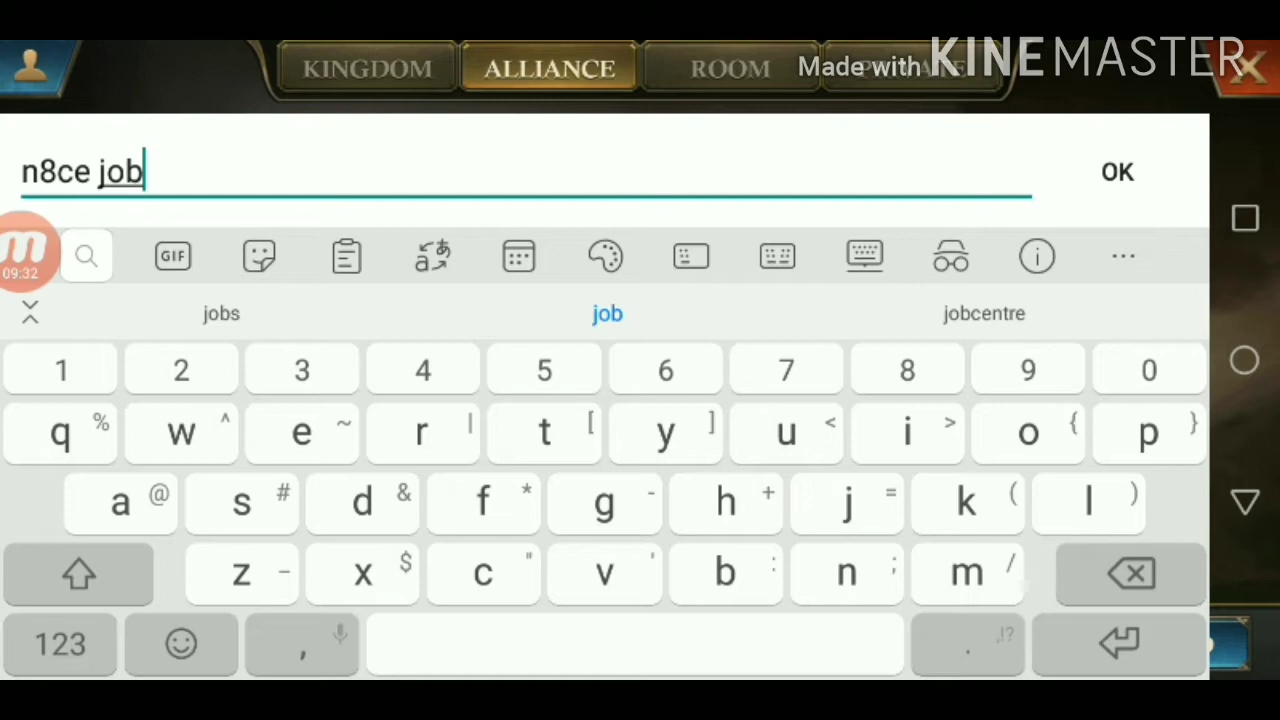 KINGDOM ALLIANCE ROOM
Made with KINEMASTER
n8ce job
OK
09:32
GIF
jobs job jobcentre
1 2 3 4 5 6 7 8 9 0
q % w ^ e ~ r | t [ y ] u < i > o { p }
a @ s # d & f * g - h + j = k ( l )
z _ x $ c " v ' b : n ; m /
123 , . ,!?